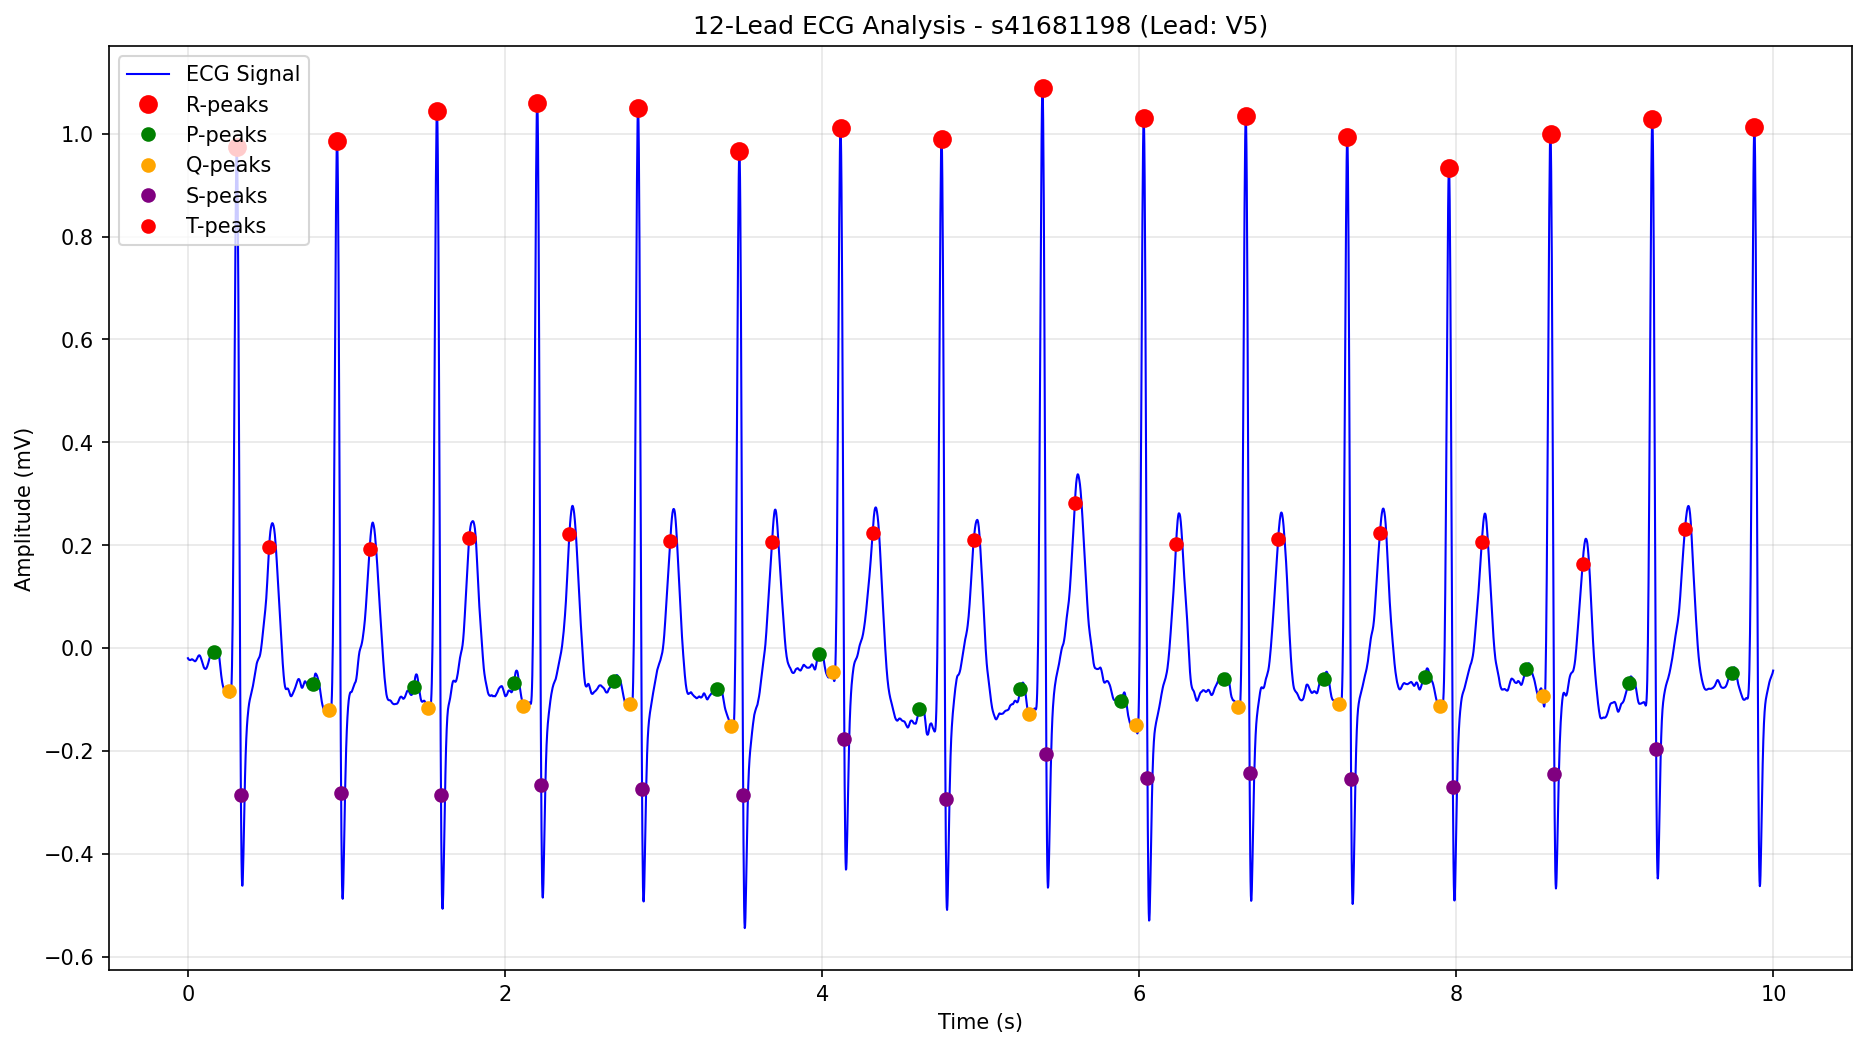 12-Lead ECG Analysis - s41681198 (Lead: V5)
ECG Signal
R-peaks
P-peaks
Q-peaks
S-peaks
T-peaks
1.0
0.8
0.6
0.4
0.2
0.0
−0.2
−0.4
−0.6
Amplitude (mV)
0 2 4 6 8 10
Time (s)